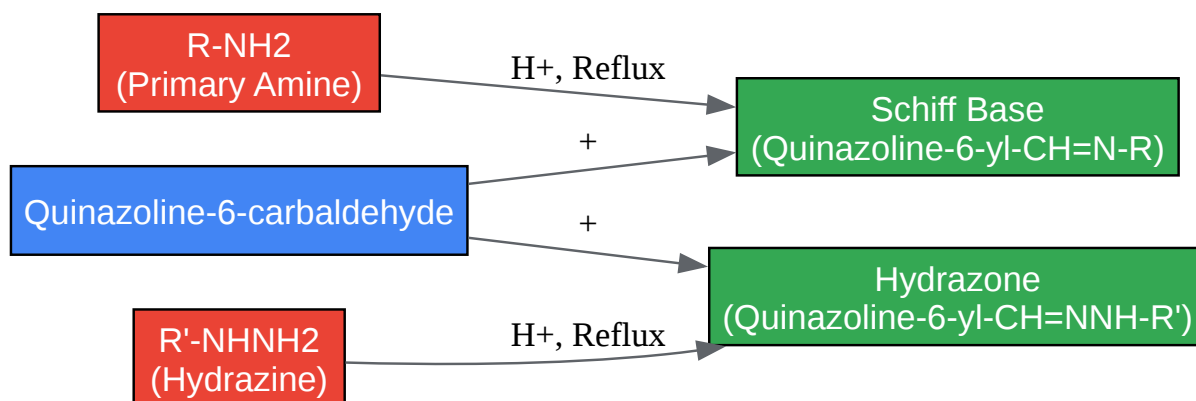 R-NH2
(Primary Amine)
H+, Reflux
Schiff Base
(Quinazoline-6-yl-CH=N-R)
+
Quinazoline-6-carbaldehyde
+
Hydrazone
(Quinazoline-6-yl-CH=NNH-R')
R'-NHNH2
(Hydrazine)
H+, Reflux